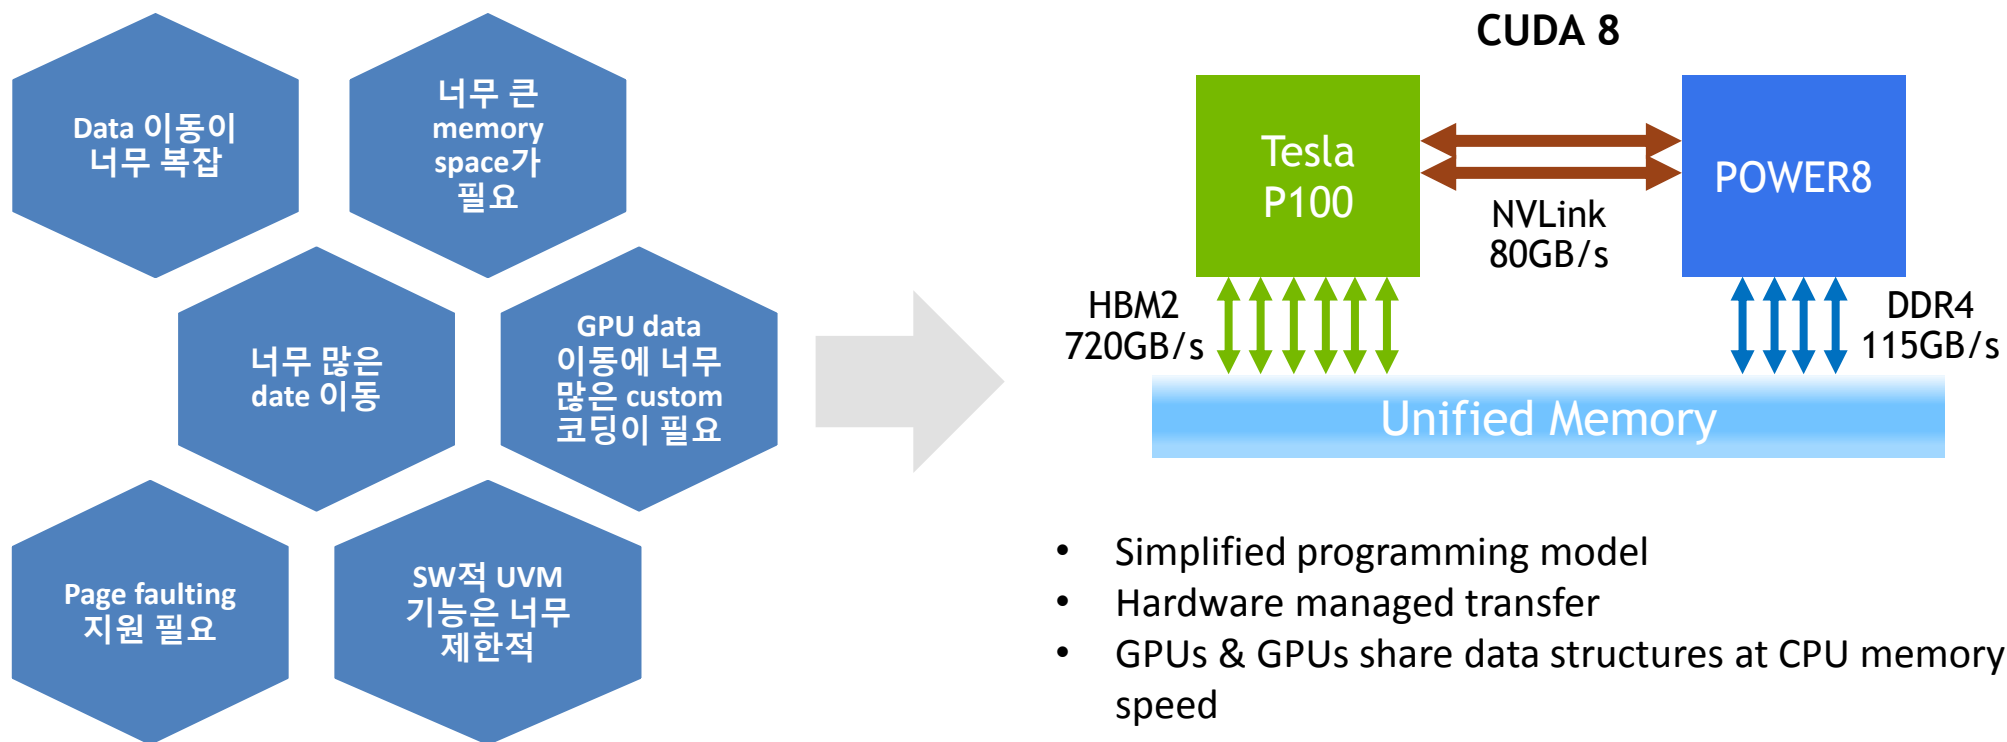 Data 이동이
너무 복잡
너무 큰
memory
space가
필요
너무 많은
date 이동
GPU data
이동에 너무
많은 custom
코딩이 필요
Page faulting
지원 필요
SW적 UVM
기능은 너무
제한적
CUDA 8
Tesla
P100
NVLink
80GB/s
POWER8
HBM2
720GB/s
DDR4
115GB/s
Unified Memory
• Simplified programming model
• Hardware managed transfer
• GPUs & GPUs share data structures at CPU memory
speed